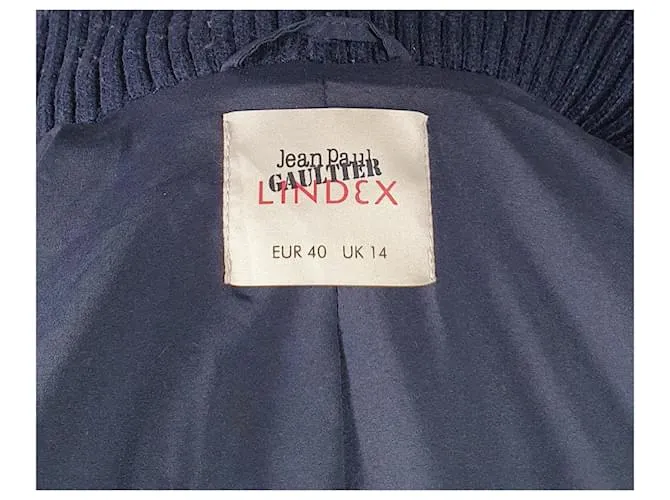 Jean Paul
GAULTIER
LINDEX
EUR 40 UK 14